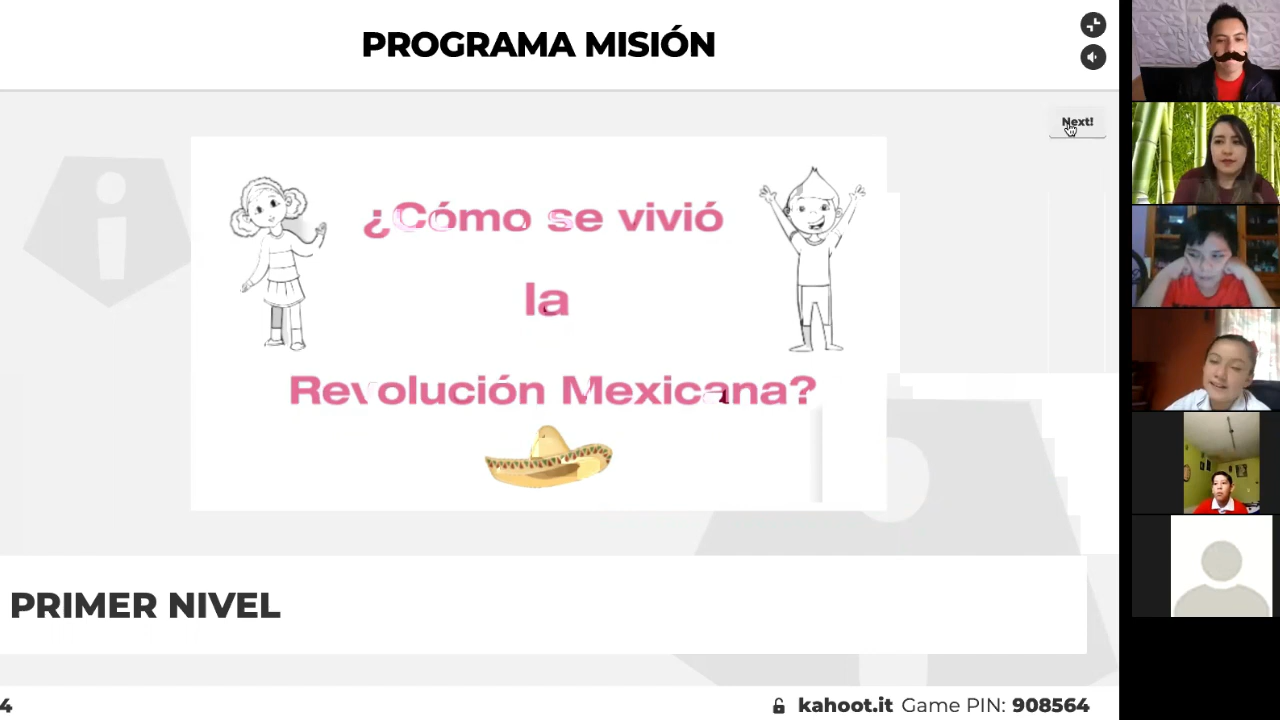 PROGRAMA MISIÓN
Next!
¿Cómo se vivió
la
Revolución Mexicana?
PRIMER NIVEL
4
kahoot.it Game PIN: 908564